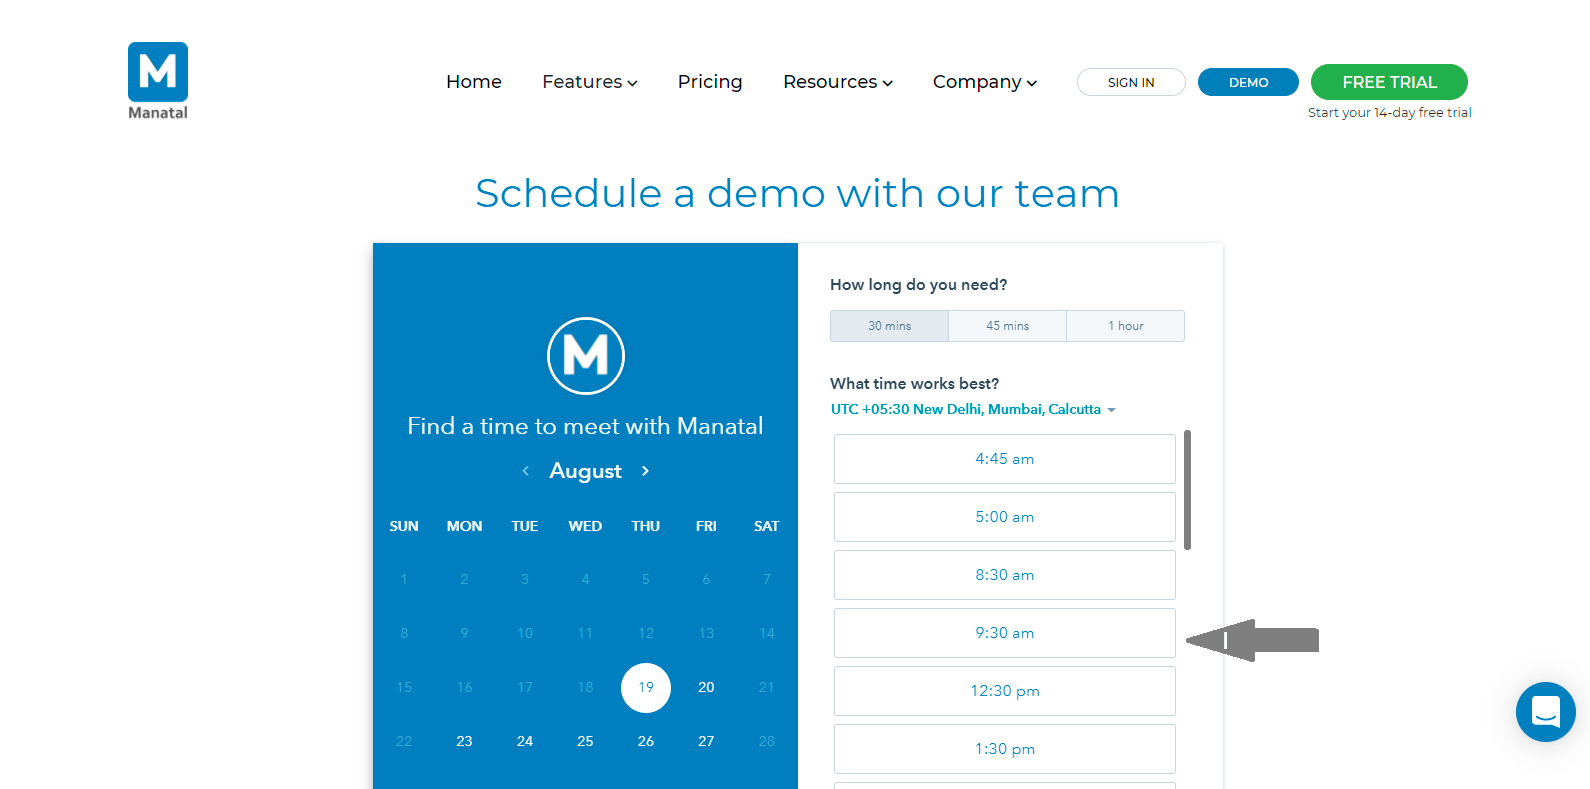 M
Manatal
Home Features Pricing Resources Company SIGN IN DEMO FREE TRIAL
Start your 14-day free trial
Schedule a demo with our team
M
Find a time to meet with Manatal
August
SUN MON TUE WED THU FRI SAT
1 2 3 4 5 6 7
8 9 10 11 12 13 14
15 16 17 18 19 20 21
22 23 24 25 26 27 28
How long do you need?
30 mins 45 mins 1 hour
What time works best?
UTC +05:30 New Delhi, Mumbai, Calcutta
4:45 am
5:00 am
8:30 am
9:30 am
12:30 pm
1:30 pm